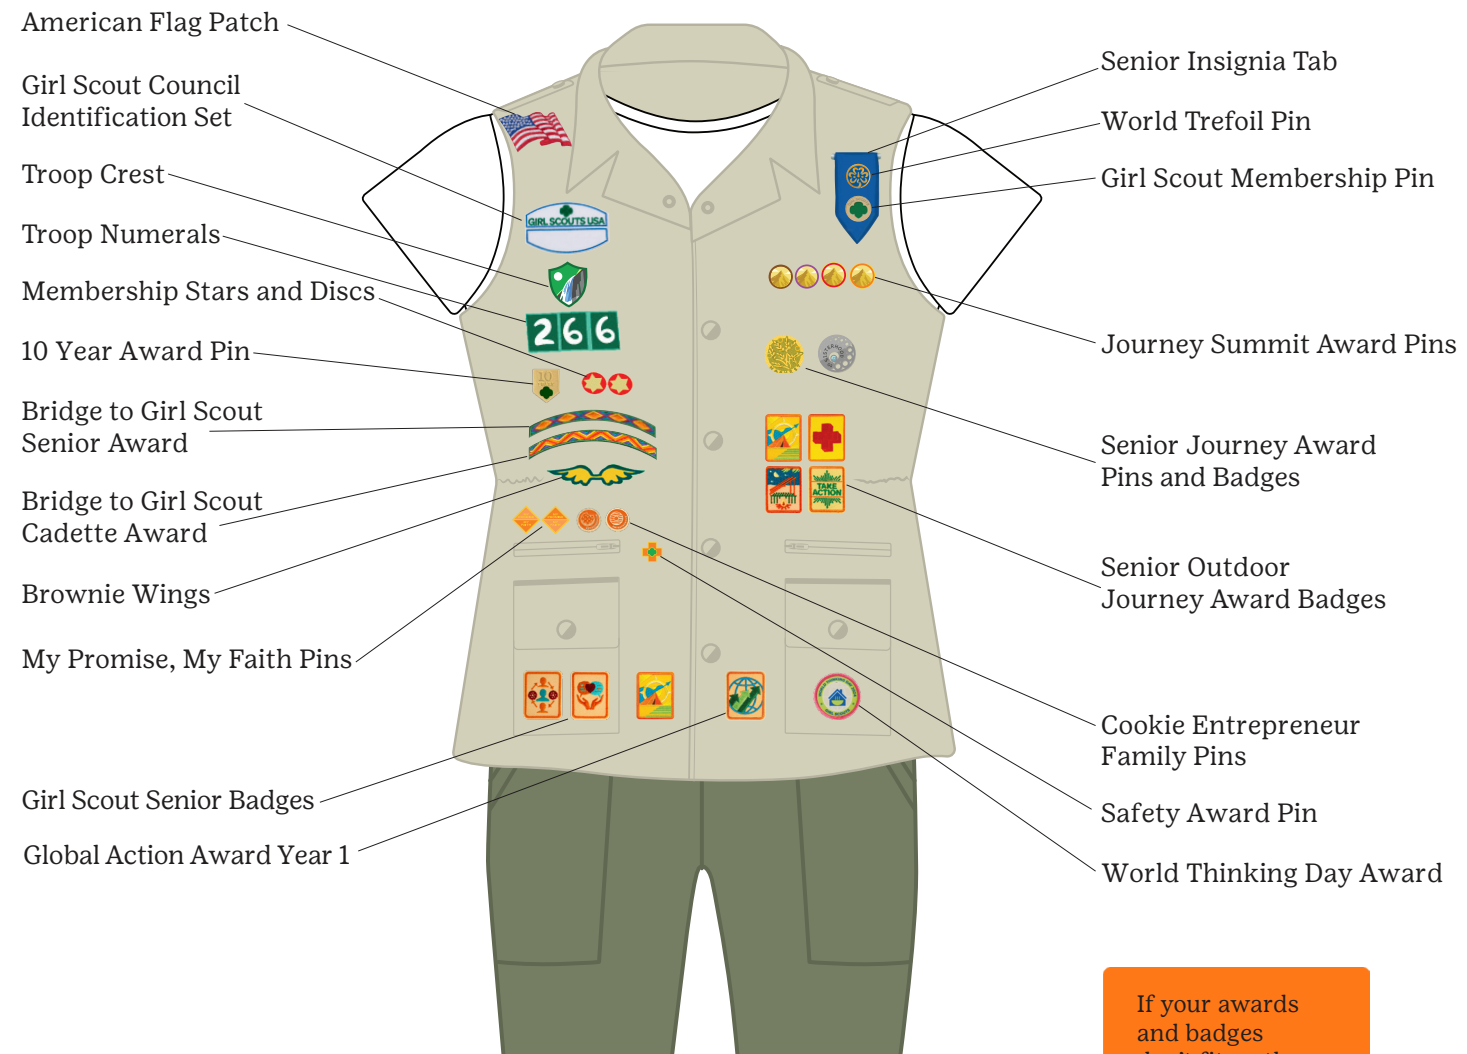 American Flag Patch
Girl Scout Council
Identification Set
Troop Crest
Troop Numerals
Membership Stars and Discs
10 Year Award Pin
Bridge to Girl Scout
Senior Award
Bridge to Girl Scout
Cadette Award
Brownie Wings
My Promise, My Faith Pins
Girl Scout Senior Badges
Global Action Award Year 1
GIRL SCOUTS USA
266
10
TAKE
ACTION
Senior Insignia Tab
World Trefoil Pin
Girl Scout Membership Pin
Journey Summit Award Pins
Senior Journey Award
Pins and Badges
Senior Outdoor
Journey Award Badges
Cookie Entrepreneur
Family Pins
Safety Award Pin
World Thinking Day Award
If your awards
and badges